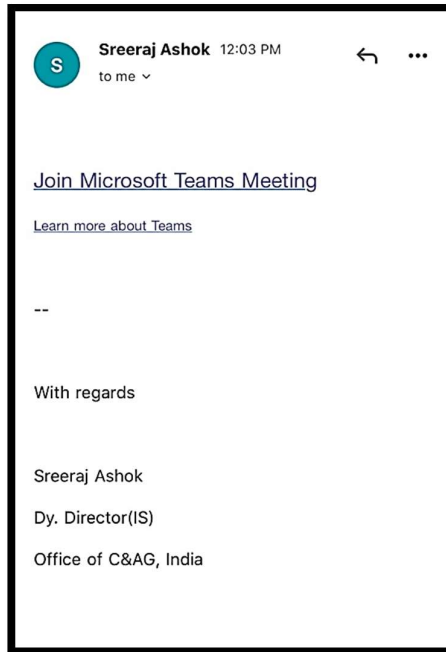 S
Sreeraj Ashok 12:03 PM
to me
Join Microsoft Teams Meeting
Learn more about Teams
--
With regards
Sreeraj Ashok
Dy. Director(IS)
Office of C&AG, India